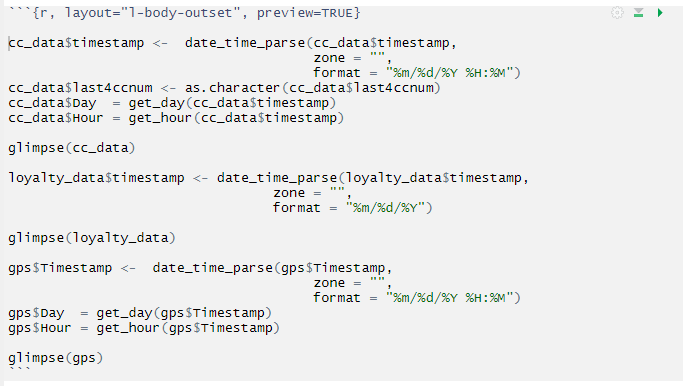 ```{r, layout="l-body-outset", preview=TRUE}
cc_data$timestamp <-  date_time_parse(cc_data$timestamp,
zone = "",
format = "%m/%d/%Y %H:%M")
cc_data$last4ccnum <- as.character(cc_data$last4ccnum)
cc_data$Day  = get_day(cc_data$timestamp)
cc_data$Hour = get_hour(cc_data$timestamp)
glimpse(cc_data)
loyalty_data$timestamp <- date_time_parse(loyalty_data$timestamp,
zone = "",
format = "%m/%d/%Y")
glimpse(loyalty_data)
gps$Timestamp <-  date_time_parse(gps$Timestamp,
zone = "",
format = "%m/%d/%Y %H:%M")
gps$Day  = get_day(gps$Timestamp)
gps$Hour = get_hour(gps$Timestamp)
glimpse(gps)
```